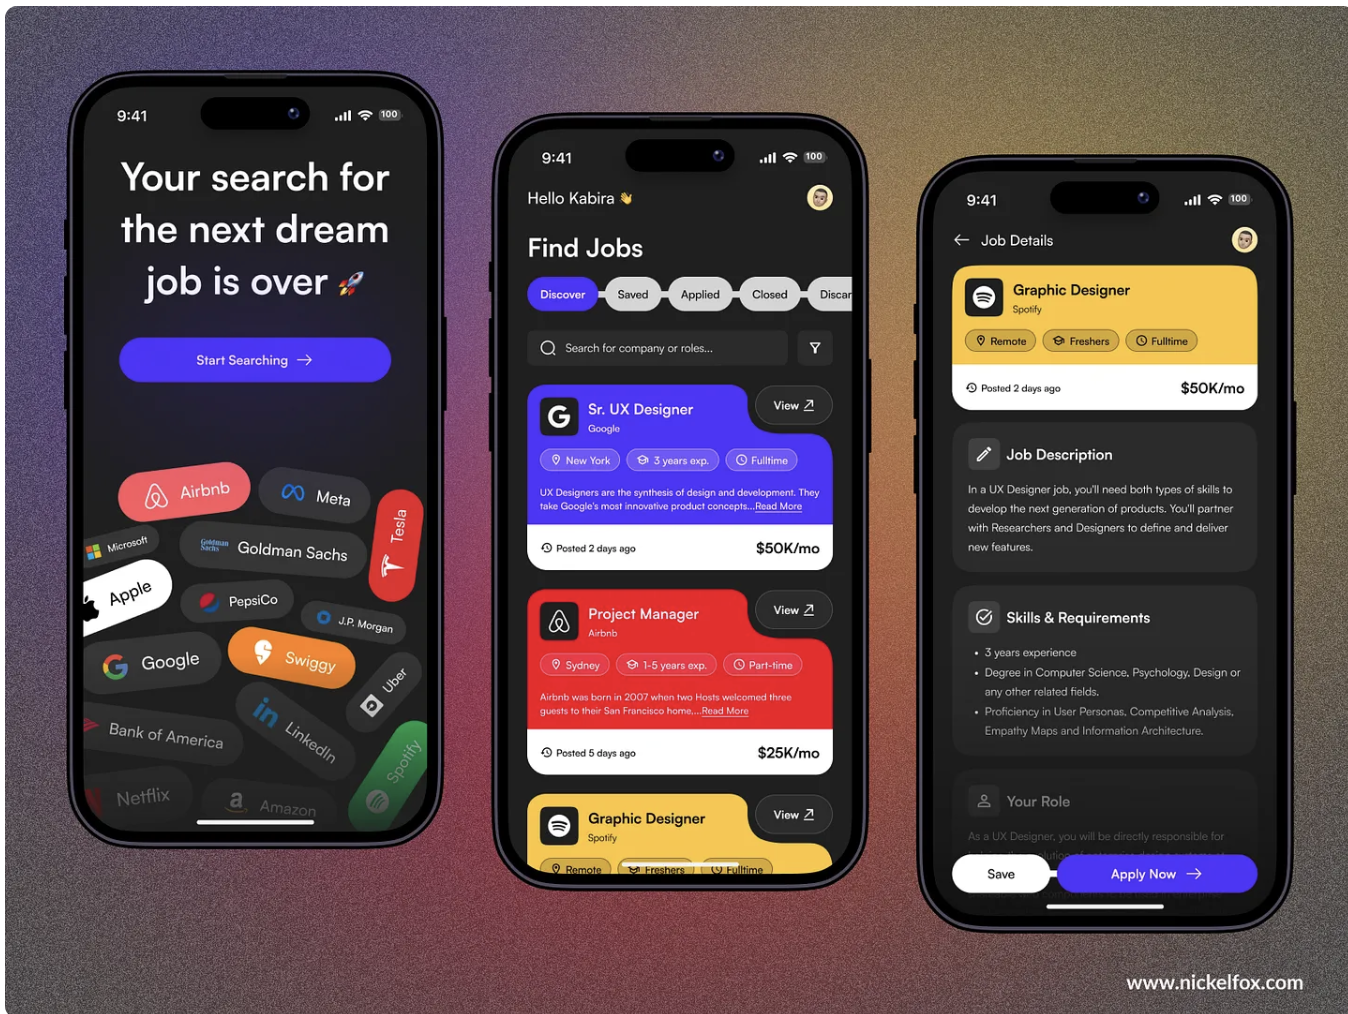 9:41
100
Your search for
the next dream
job is over
Start Searching
Airbnb
Meta
Tesla
Microsoft
Goldman Sachs
Goldman Sachs
Apple
PepsiCo
J.P. Morgan
Google
Swiggy
Uber
in
LinkedIn
Bank of America
Spotify
Netflix
a
Amazon
9:41
100
Hello Kabira
Find Jobs
Discover
Saved
Applied
Closed
Discar
Search for company or roles...
G
Sr. UX Designer
Google
View
New York
3 years exp.
Fulltime
UX Designers are the synthesis of design and development. They
take Google's most innovative product concepts...Read More
Posted 2 days ago
$50K/mo
Project Manager
Airbnb
View
Sydney
1-5 years exp.
Part-time
Airbnb was born in 2007 when two Hosts welcomed three
guests to their San Francisco home,...Read More
Posted 5 days ago
$25K/mo
Graphic Designer
Spotify
View
Remote
Freshers
Fulltime
9:41
100
Job Details
Graphic Designer
Spotify
Remote
Freshers
Fulltime
Posted 2 days ago
$50K/mo
Job Description
In a UX Designer job, you'll need both types of skills to
develop the next generation of products. You'll partner
with Researchers and Designers to define and deliver
new features.
Skills & Requirements
• 3 years experience
• Degree in Computer Science, Psychology, Design or
any other related fields.
• Proficiency in User Personas, Competitive Analysis,
Empathy Maps and Information Architecture.
Your Role
As a UX Designer, you will be directly responsible for
Save
Apply Now
www.nickelfox.com